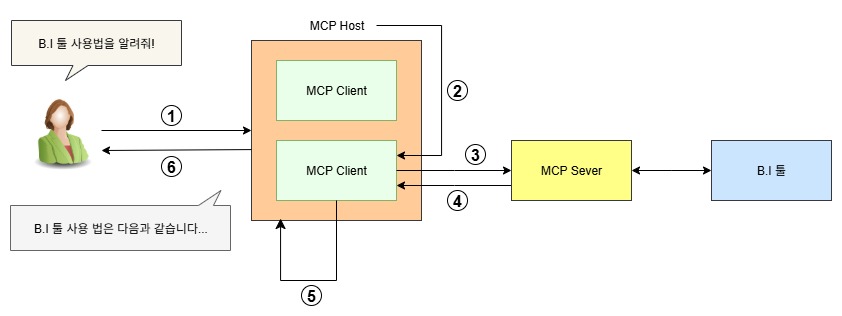 MCP Host
B.I 툴 사용법을 알려줘!
MCP Client
②
①
③
MCP Client
MCP Sever
B.I 툴
⑥
④
B.I 툴 사용 법은 다음과 같습니다...
⑤